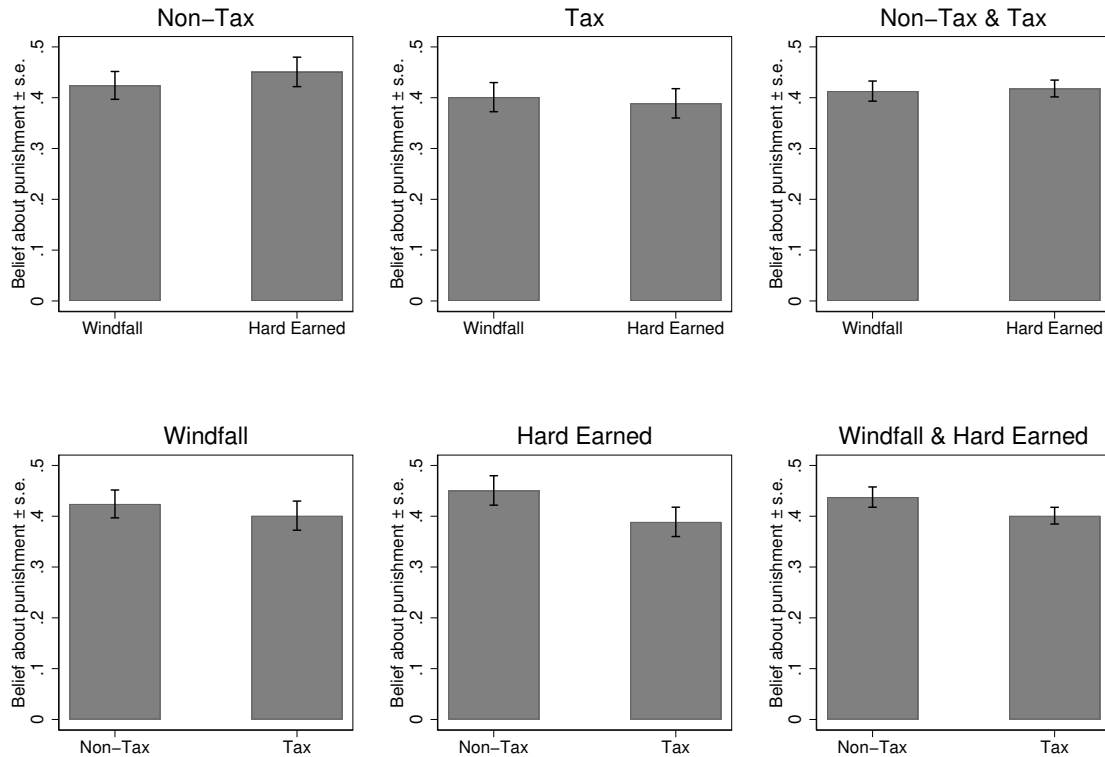 Non−Tax
Belief about punishment ± s.e.
.5
.4
.3
.2
.1
0
Windfall
Hard Earned
Tax
Belief about punishment ± s.e.
.5
.4
.3
.2
.1
0
Windfall
Hard Earned
Non−Tax & Tax
Belief about punishment ± s.e.
.5
.4
.3
.2
.1
0
Windfall
Hard Earned
Windfall
Belief about punishment ± s.e.
.5
.4
.3
.2
.1
0
Non−Tax
Tax
Hard Earned
Belief about punishment ± s.e.
.5
.4
.3
.2
.1
0
Non−Tax
Tax
Windfall & Hard Earned
Belief about punishment ± s.e.
.5
.4
.3
.2
.1
0
Non−Tax
Tax